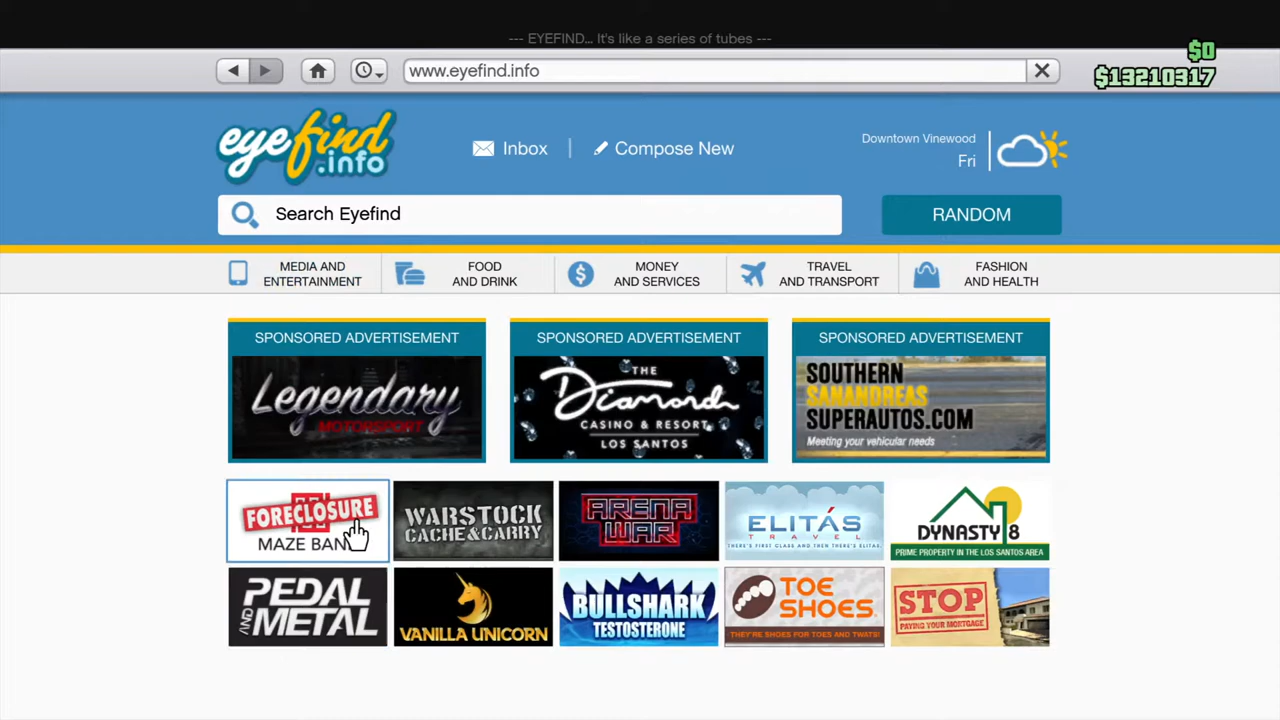 --- EYEFIND... It's like a series of tubes ---
www.eyefind.info
$0
$13210317
eyefind
.info
Inbox
Compose New
Downtown Vinewood
Fri
Search Eyefind
RANDOM
MEDIA AND
ENTERTAINMENT
FOOD
AND DRINK
MONEY
AND SERVICES
TRAVEL
AND TRANSPORT
FASHION
AND HEALTH
SPONSORED ADVERTISEMENT
Legendary
MOTORSPORT
SPONSORED ADVERTISEMENT
THE
Diamond
CASINO & RESORT
LOS SANTOS
SPONSORED ADVERTISEMENT
SOUTHERN
SANANDREAS
SUPERAUTOS.COM
Meeting your vehicular needs
FORECLOSURE
MAZE BAN
WARSTOCK
CACHE & CARRY
ARENA
WAR
ELITÁS
TRAVEL
THERE'S FIRST CLASS AND THEN THERE'S ELITAS.
DYNASTY 8
PRIME PROPERTY IN THE LOS SANTOS AREA
PEDAL
AND METAL
VANILLA UNICORN
BULLSHARK
TESTOSTERONE
TOE
SHOES
THEY'RE SHOES FOR TOES AND TWATS!
STOP
PAYING YOUR MORTGAGE